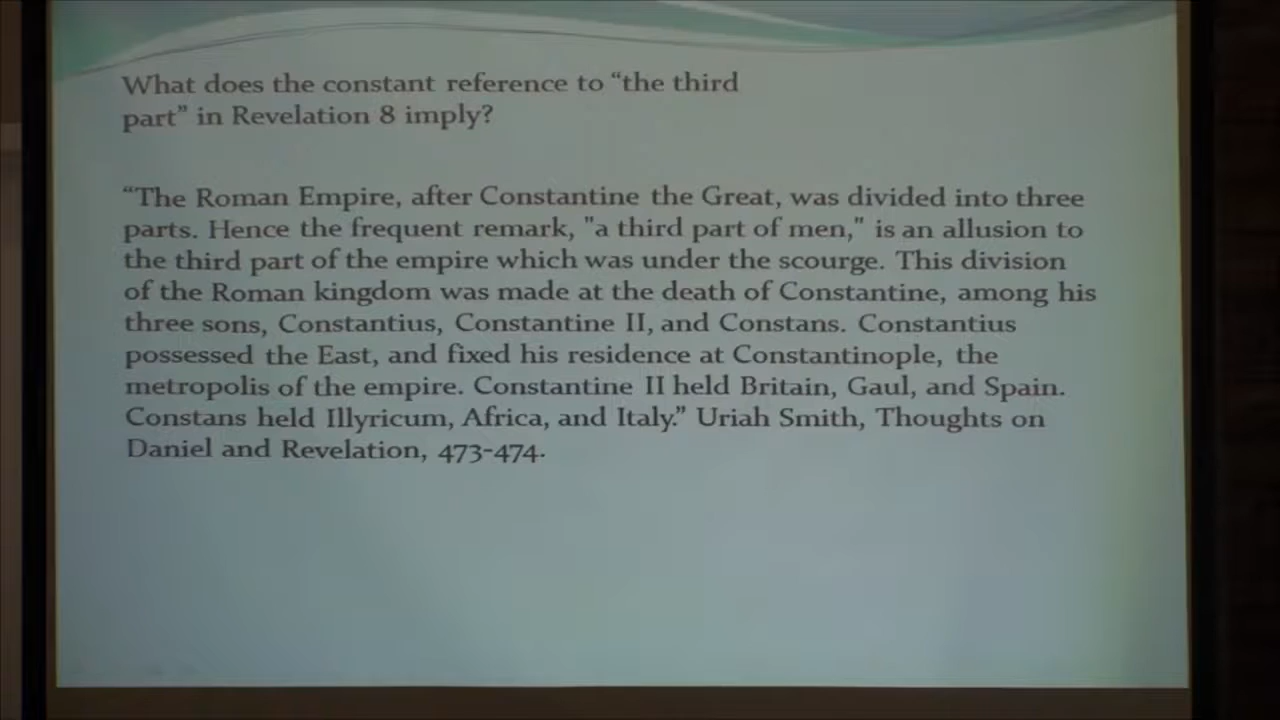 What does the constant reference to “the third
part” in Revelation 8 imply?
“The Roman Empire, after Constantine the Great, was divided into three
parts. Hence the frequent remark, "a third part of men," is an allusion to
the third part of the empire which was under the scourge. This division
of the Roman kingdom was made at the death of Constantine, among his
three sons, Constantius, Constantine II, and Constans. Constantius
possessed the East, and fixed his residence at Constantinople, the
metropolis of the empire. Constantine II held Britain, Gaul, and Spain.
Constans held Illyricum, Africa, and Italy.” Uriah Smith, Thoughts on
Daniel and Revelation, 473-474.